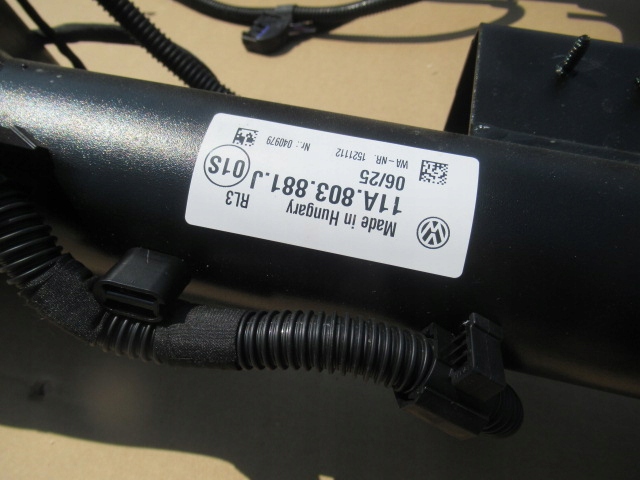 Made in Hungary RL3
11A.803.881.J 01S
06/25
WA-NR. 1521112 Nr.: 040979